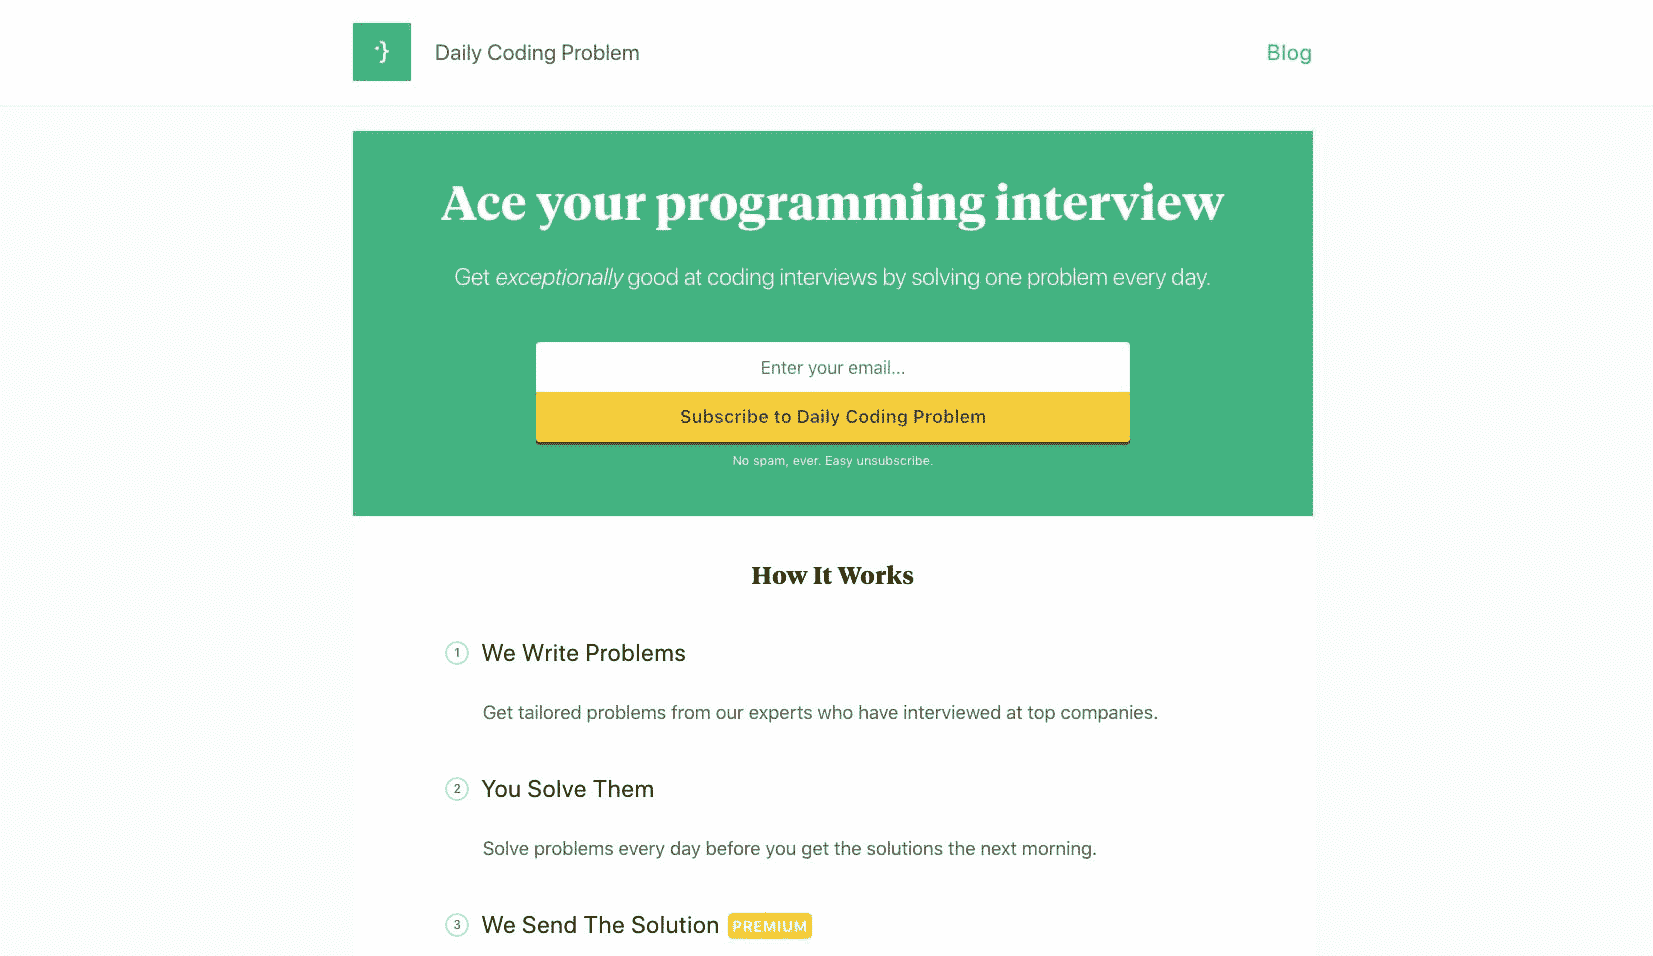 ·}
Daily Coding Problem
Blog
Ace your programming interview
Get exceptionally good at coding interviews by solving one problem every day.
Enter your email...
Subscribe to Daily Coding Problem
No spam, ever. Easy unsubscribe.
How It Works
1 We Write Problems
Get tailored problems from our experts who have interviewed at top companies.
2 You Solve Them
Solve problems every day before you get the solutions the next morning.
3 We Send The Solution PREMIUM